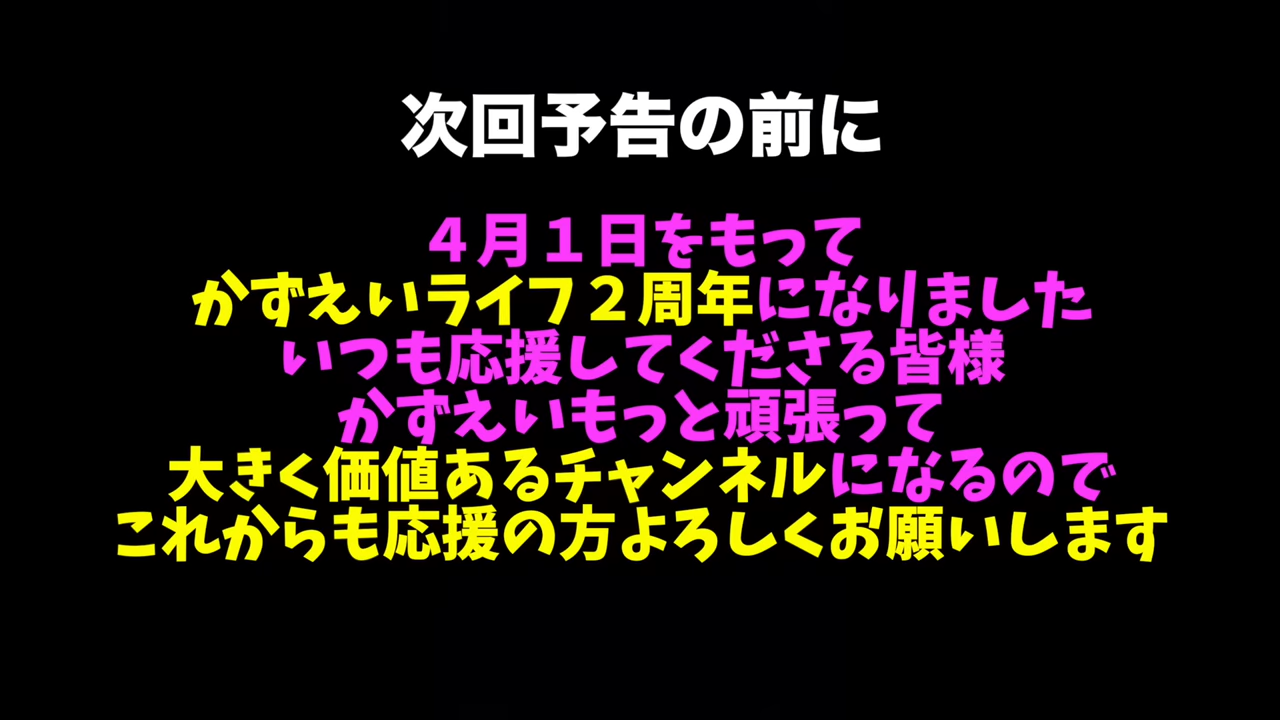 次回予告の前に
４月１日をもって
かずえいライフ２周年になりました
いつも応援してくださる皆様
かずえいもっと頑張って
大きく価値あるチャンネルになるので
これからも応援の方よろしくお願いします